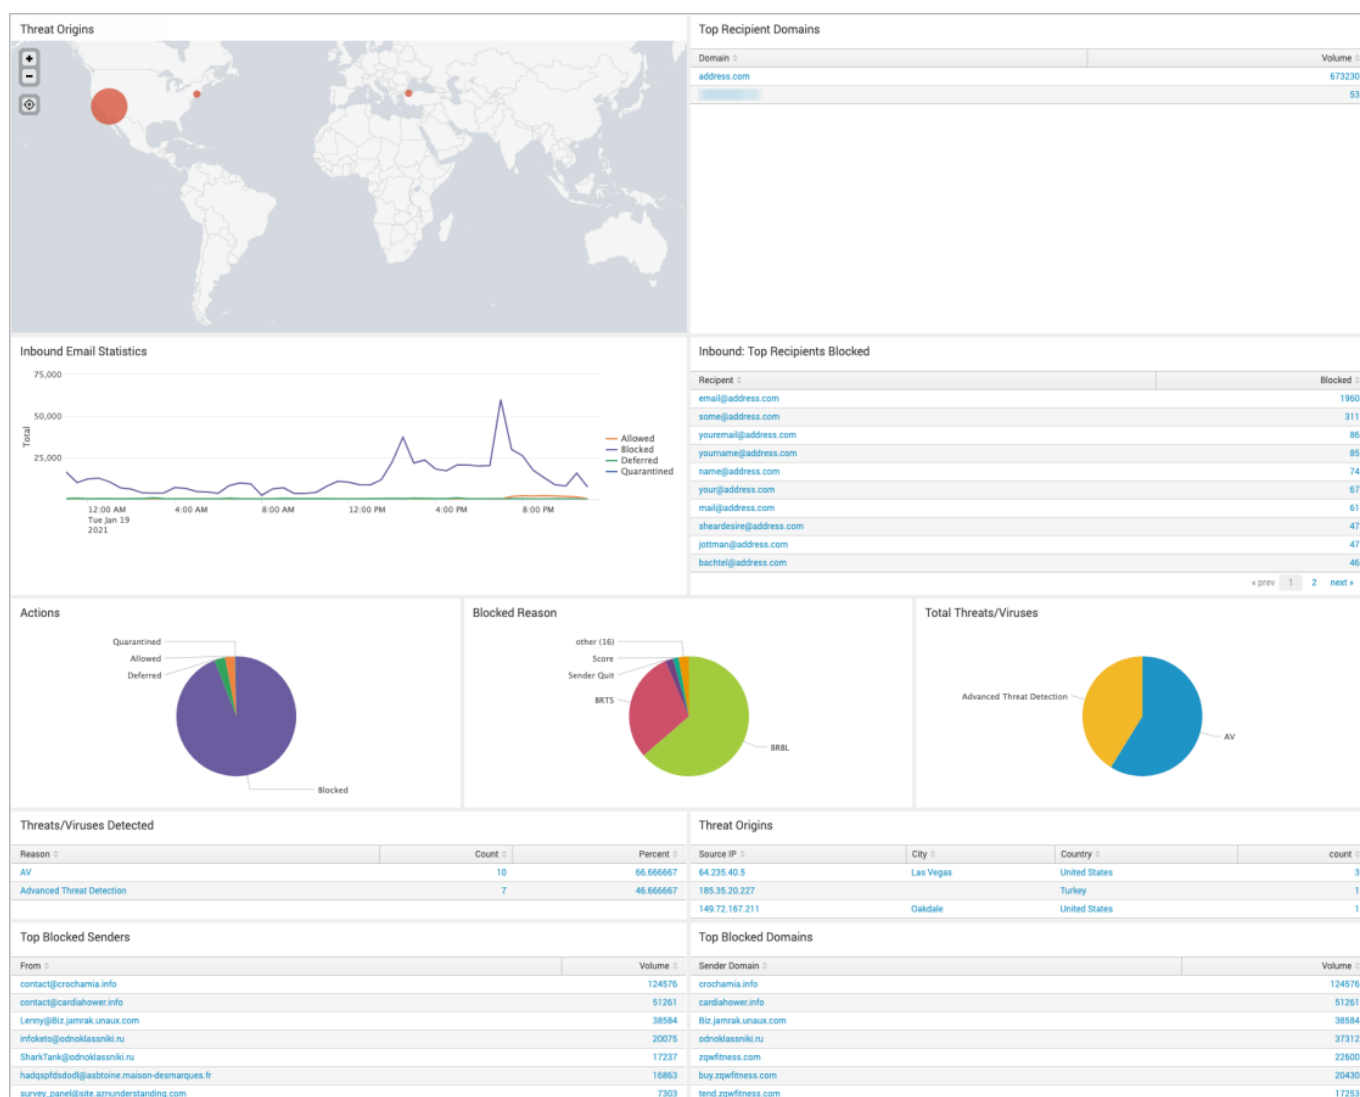 Threat Origins
+
−
Top Recipient Domains
Domain Volume
address.com 673230
53
Inbound Email Statistics
75,000
50,000
25,000
Total
12:00 AM 4:00 AM 8:00 AM 12:00 PM 4:00 PM 8:00 PM
Tue Jan 19
2021
Allowed
Blocked
Deferred
Quarantined
Inbound: Top Recipients Blocked
Recipent Blocked
email@address.com 1960
some@address.com 311
youremail@address.com 86
yourname@address.com 85
name@address.com 74
your@address.com 67
mail@address.com 61
sheardesire@address.com 47
jottman@address.com 47
bachtel@address.com 46
« prev 1 2 next »
Actions
Quarantined
Allowed
Deferred
Blocked
Blocked Reason
other (16)
Score
Sender Quit
BRTS
BRBL
Total Threats/Viruses
Advanced Threat Detection
AV
Threats/Viruses Detected
Reason Count Percent
AV 10 66.666667
Advanced Threat Detection 7 46.666667
Threat Origins
Source IP City Country count
64.235.40.5 Las Vegas United States 3
185.35.20.227 Turkey 1
149.72.167.211 Oakdale United States 1
Top Blocked Senders
From Volume
contact@crochamia.info 124576
contact@cardiahower.info 51261
Lenny@Biz.jamrak.unaux.com 38584
infoketo@odnoklassniki.ru 20075
SharkTank@odnoklassniki.ru 17237
hadqspfdsdodl@asbtoine.maison-desmarques.fr 16863
survey_panel@site.aznunderstanding.com 7303
Top Blocked Domains
Sender Domain Volume
crochamia.info 124576
cardiahower.info 51261
Biz.jamrak.unaux.com 38584
odnoklassniki.ru 37312
zqwfitness.com 22600
buy.zqwfitness.com 20430
tend.zqwfitness.com 17253